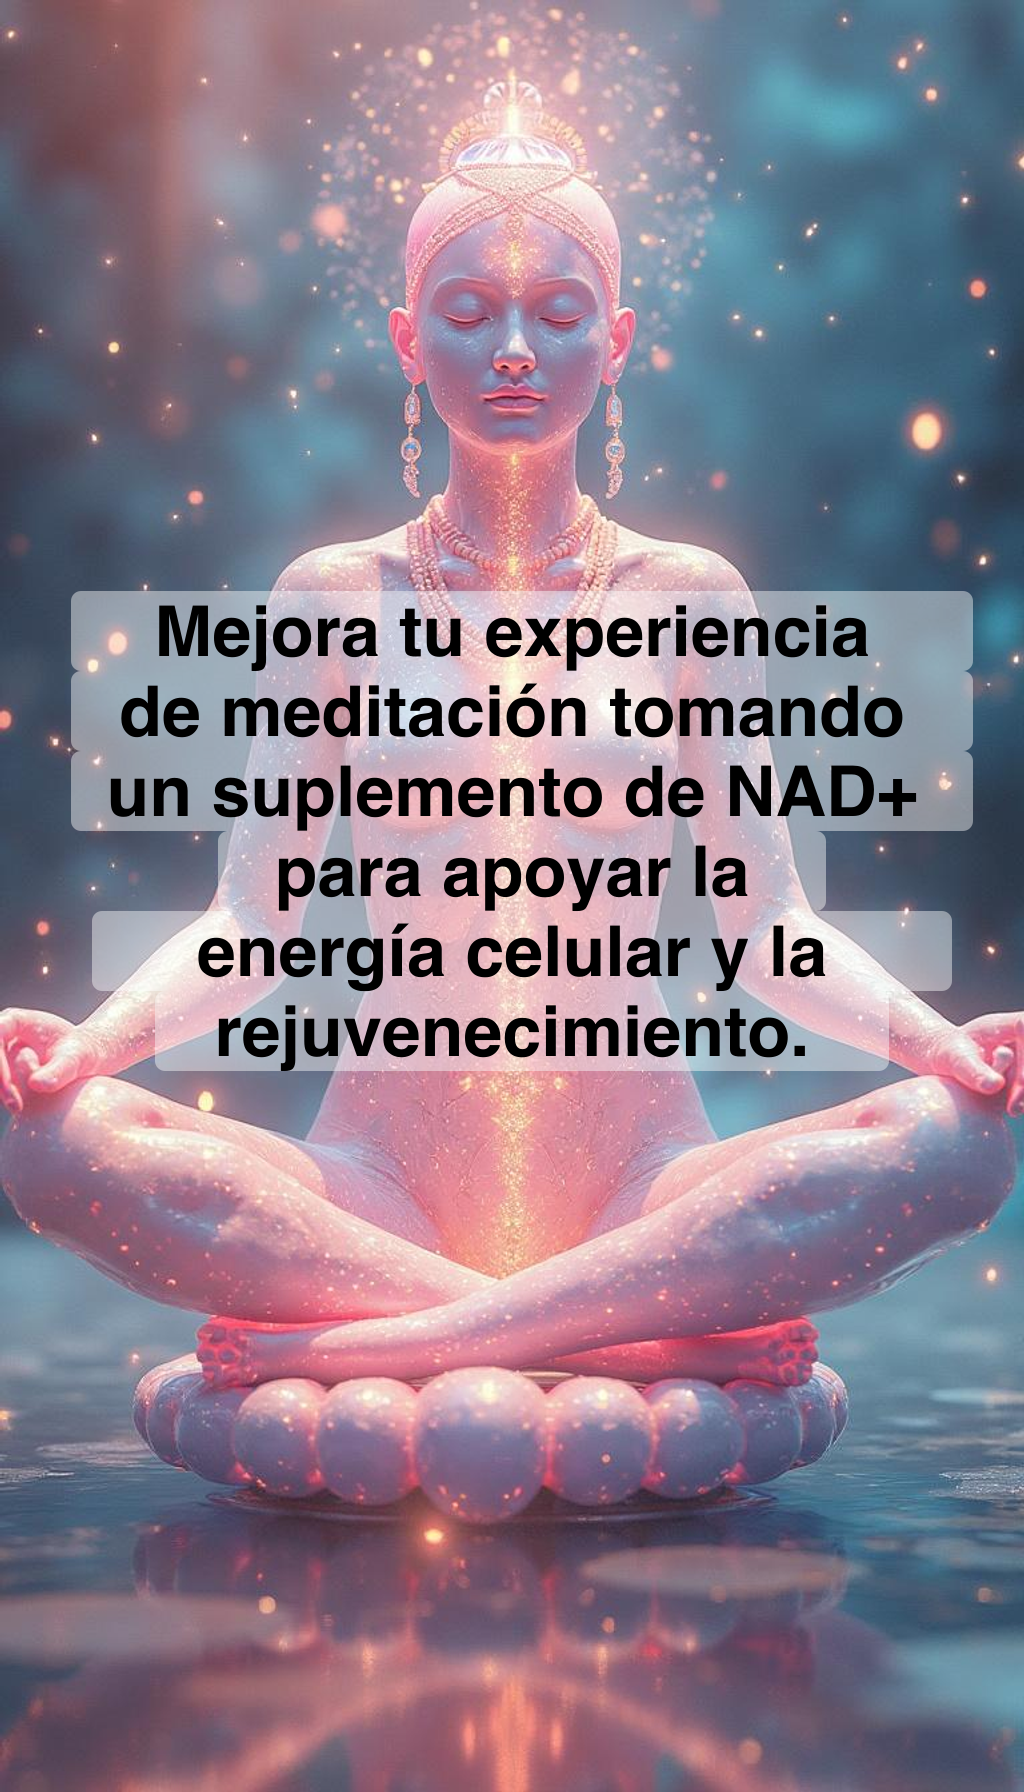 Mejora tu experiencia
de meditación tomando
un suplemento de NAD+
para apoyar la
energía celular y la
rejuvenecimiento.